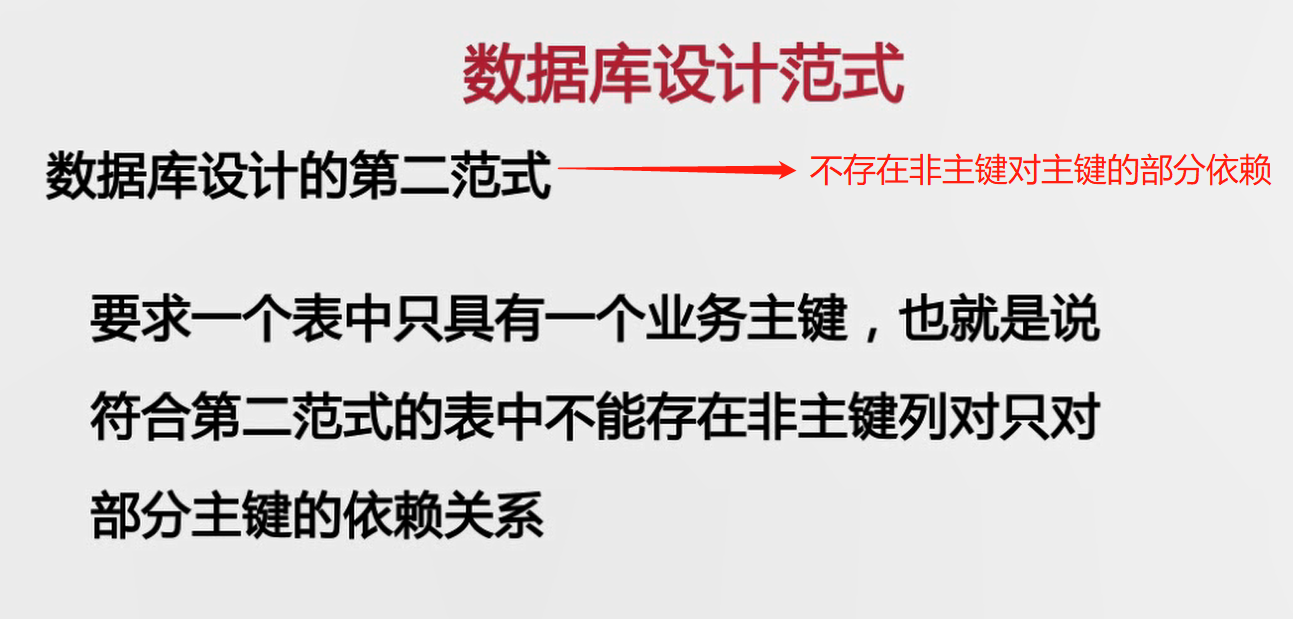 数据库设计范式
数据库设计的第二范式
不存在非主键对主键的部分依赖
要求一个表中只具有一个业务主键，也就是说
符合第二范式的表中不能存在非主键列对只对
部分主键的依赖关系